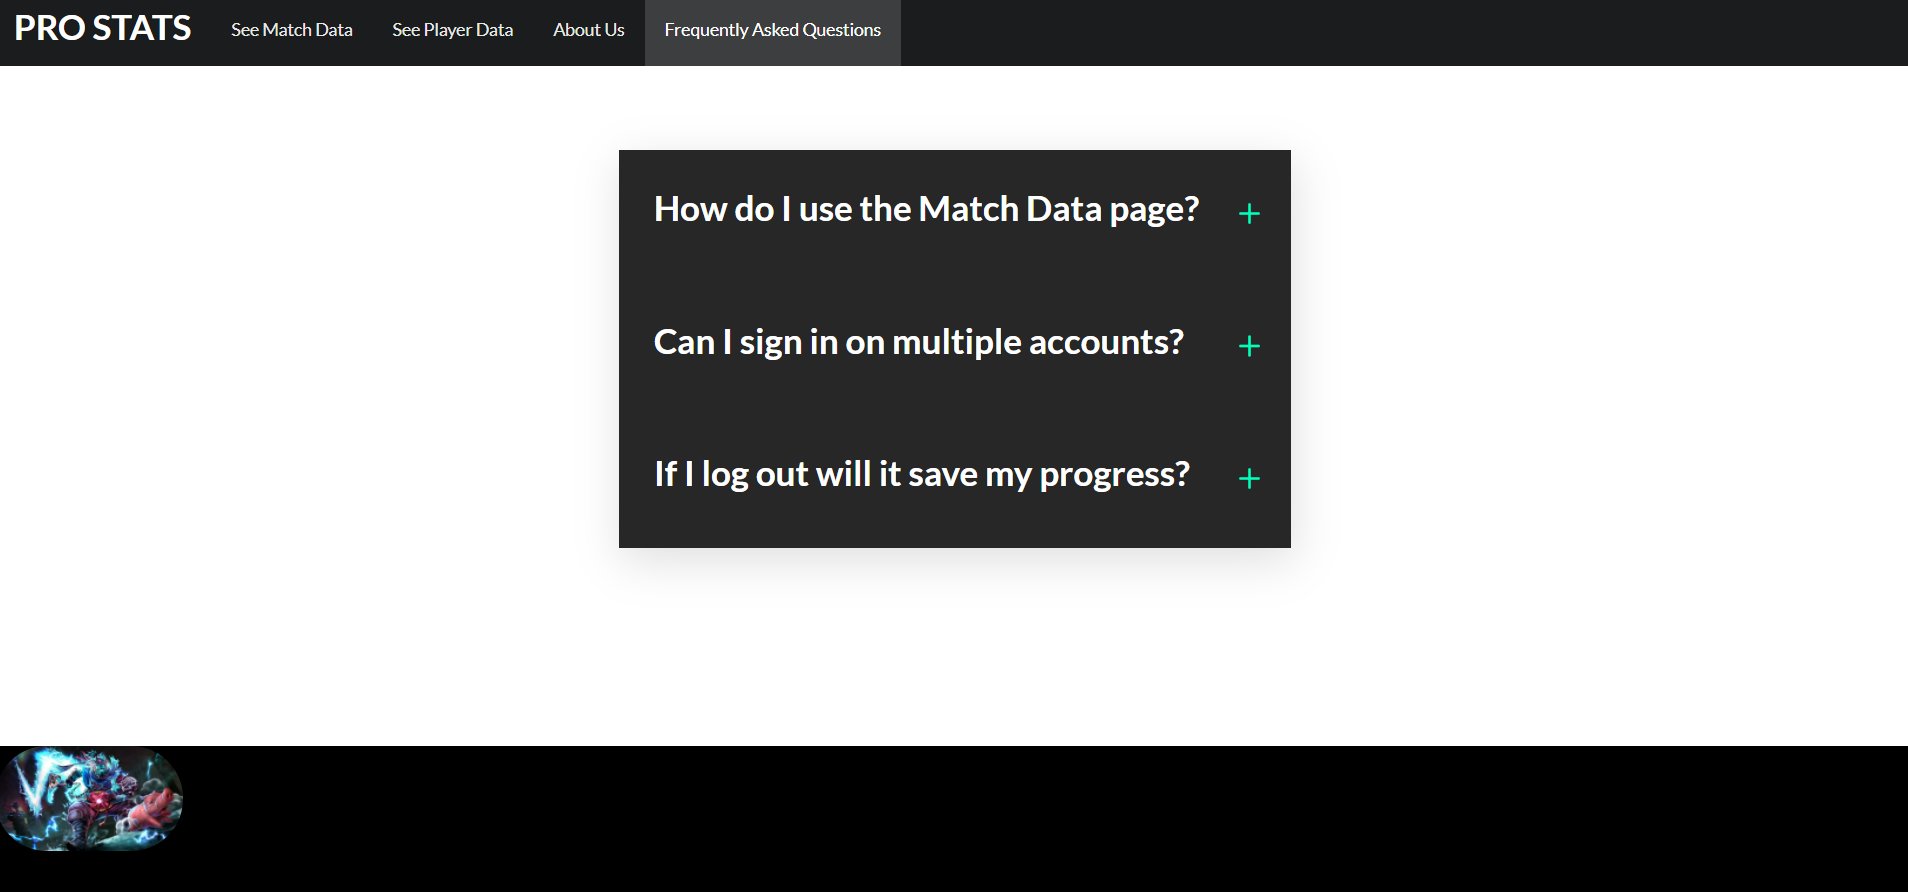 PRO STATS
See Match Data
See Player Data
About Us
Frequently Asked Questions
How do I use the Match Data page?
Can I sign in on multiple accounts?
If I log out will it save my progress?